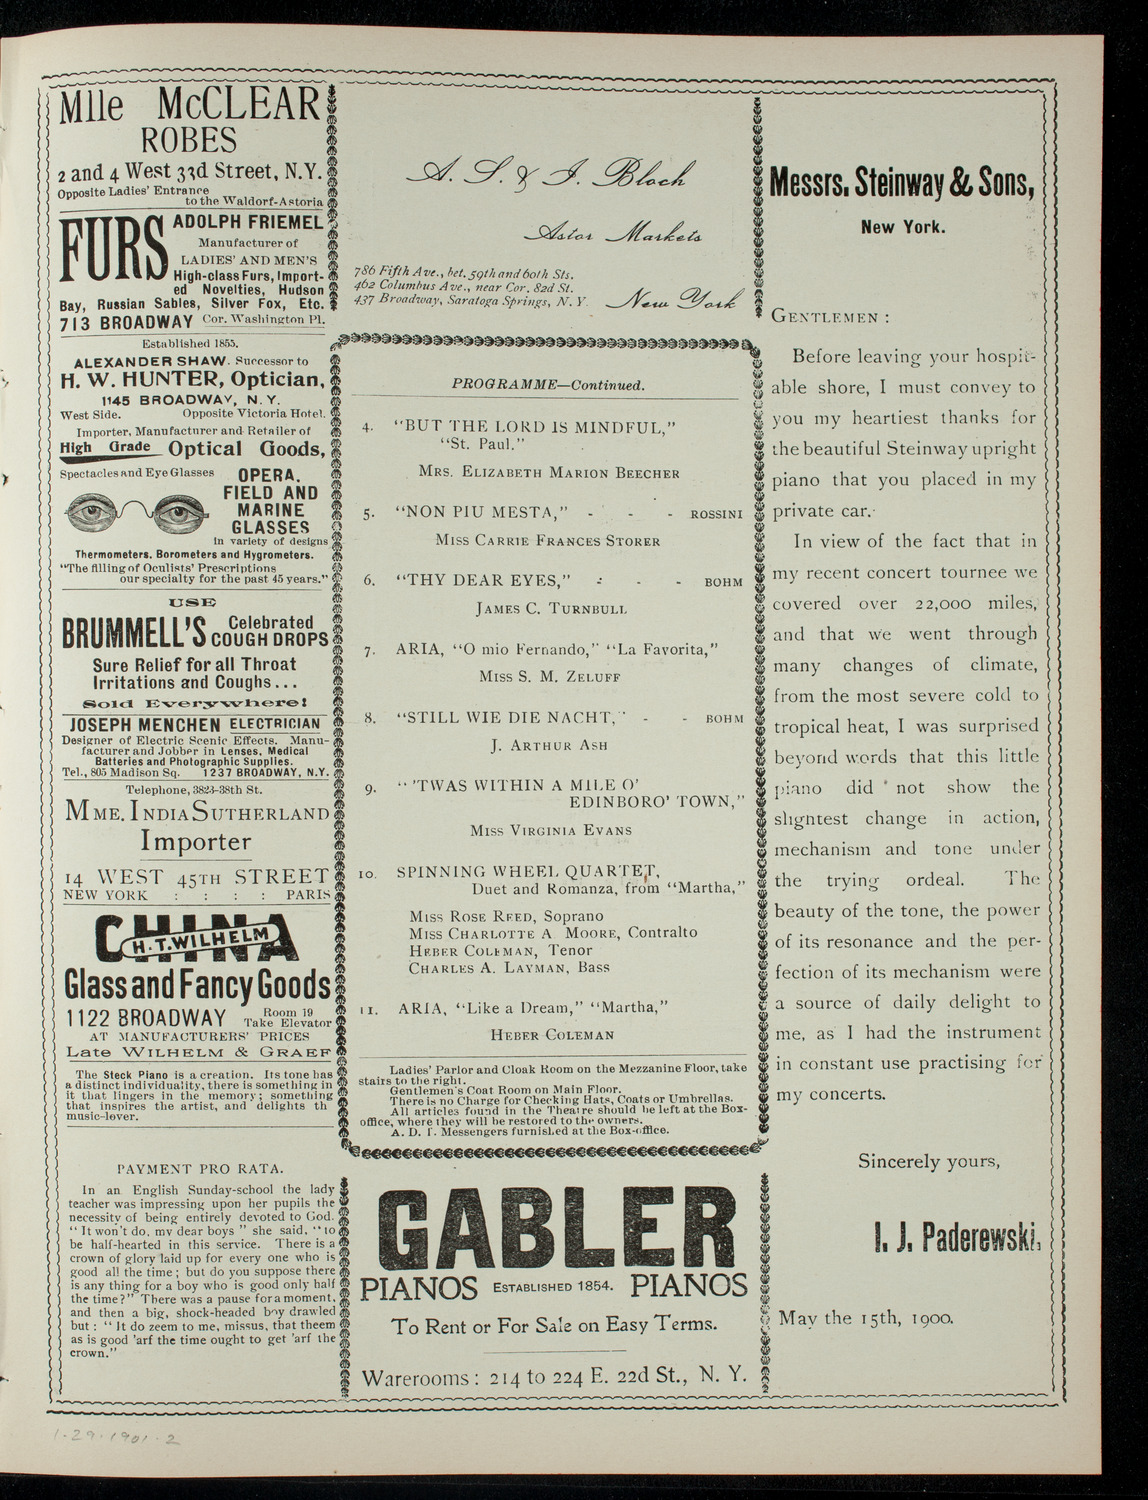 Mlle McCLEAR
ROBES
2 and 4 West 33d Street, N.Y.
Opposite Ladies' Entrance
to the Waldorf-Astoria
FURS
ADOLPH FRIEMEL
Manufacturer of
LADIES' AND MEN'S
High-class Furs, Import-
ed Novelties, Hudson
Bay, Russian Sables, Silver Fox, Etc.
713 BROADWAY Cor. Washington Pl.
Established 1855.
ALEXANDER SHAW. Successor to
H. W. HUNTER, Optician,
1145 BROADWAY, N. Y.
West Side. Opposite Victoria Hotel.
Importer, Manufacturer and Retailer of
High Grade Optical Goods,
Spectacles and Eye Glasses
OPERA.
FIELD AND
MARINE
GLASSES
in variety of designs
Thermometers. Borometers and Hygrometers.
"The filling of Oculists' Prescriptions
our specialty for the past 45 years."
USE
BRUMMELL'S Celebrated
COUGH DROPS
Sure Relief for all Throat
Irritations and Coughs...
Sold Everywhere!
JOSEPH MENCHEN ELECTRICIAN
Designer of Electric Scenic Effects. Manu-
facturer and Jobber in Lenses, Medical
Batteries and Photographic Supplies.
Tel., 805 Madison Sq. 1237 BROADWAY, N.Y.
Telephone, 3823-38th St.
MME. INDIA SUTHERLAND
Importer
14 WEST 45TH STREET
NEW YORK : : : : PARIS
CHINA
H. T. WILHELM
Glass and Fancy Goods
1122 BROADWAY Room 19
Take Elevator
AT MANUFACTURERS' PRICES
Late WILHELM & GRAEF
The Steck Piano is a creation. Its tone has
a distinct individuality, there is something in
it that lingers in the memory; something
that inspires the artist, and delights th
music-lover.
PAYMENT PRO RATA.
In an English Sunday-school the lady
teacher was impressing upon her pupils the
necessity of being entirely devoted to God.
"It won't do, my dear boys" she said, "to
be half-hearted in this service. There is a
crown of glory laid up for every one who is
good all the time; but do you suppose there
is any thing for a boy who is good only half
the time?" There was a pause for a moment,
and then a big, shock-headed boy drawled
but: "It do zeem to me, missus, that theem
as is good 'arf the time ought to get 'arf the
crown."
A. S. & I. Bloch
Astor Markets
786 Fifth Ave., bet. 59th and 60th Sts.
462 Columbus Ave., near Cor. 82d St.
437 Broadway, Saratoga Springs, N. Y.
New York
PROGRAMME—Continued.
4. "BUT THE LORD IS MINDFUL,"
"St. Paul."
MRS. ELIZABETH MARION BEECHER
5. "NON PIU MESTA," - - - ROSSINI
MISS CARRIE FRANCES STORER
6. "THY DEAR EYES," - - - BOHM
JAMES C. TURNBULL
7. ARIA, "O mio Fernando," "La Favorita,"
MISS S. M. ZELUFF
8. "STILL WIE DIE NACHT," - - BOHM
J. ARTHUR ASH
9. "'TWAS WITHIN A MILE O'
EDINBORO' TOWN,"
MISS VIRGINIA EVANS
10. SPINNING WHEEL QUARTET,
Duet and Romanza, from "Martha,"
MISS ROSE REED, Soprano
MISS CHARLOTTE A. MOORE, Contralto
HEBER COLEMAN, Tenor
CHARLES A. LAYMAN, Bass
11. ARIA, "Like a Dream," "Martha,"
HEBER COLEMAN
Ladies' Parlor and Cloak Room on the Mezzanine Floor, take
stairs to the right.
Gentlemen's Coat Room on Main Floor.
There is no Charge for Checking Hats, Coats or Umbrellas.
All articles found in the Theatre should be left at the Box-
office, where they will be restored to the owners.
A. D. T. Messengers furnished at the Box-office.
GABLER
PIANOS ESTABLISHED 1854. PIANOS
To Rent or For Sale on Easy Terms.
Warerooms: 214 to 224 E. 22d St., N. Y.
Messrs. Steinway & Sons,
New York.
GENTLEMEN:
Before leaving your hospit-
able shore, I must convey to
you my heartiest thanks for
the beautiful Steinway upright
piano that you placed in my
private car.
In view of the fact that in
my recent concert tournee we
covered over 22,000 miles,
and that we went through
many changes of climate,
from the most severe cold to
tropical heat, I was surprised
beyond words that this little
piano did not show the
slightest change in action,
mechanism and tone under
the trying ordeal. The
beauty of the tone, the power
of its resonance and the per-
fection of its mechanism were
a source of daily delight to
me, as I had the instrument
in constant use practising for
my concerts.
Sincerely yours,
I. J. Paderewski,
May the 15th, 1900.
1-29-1901-2